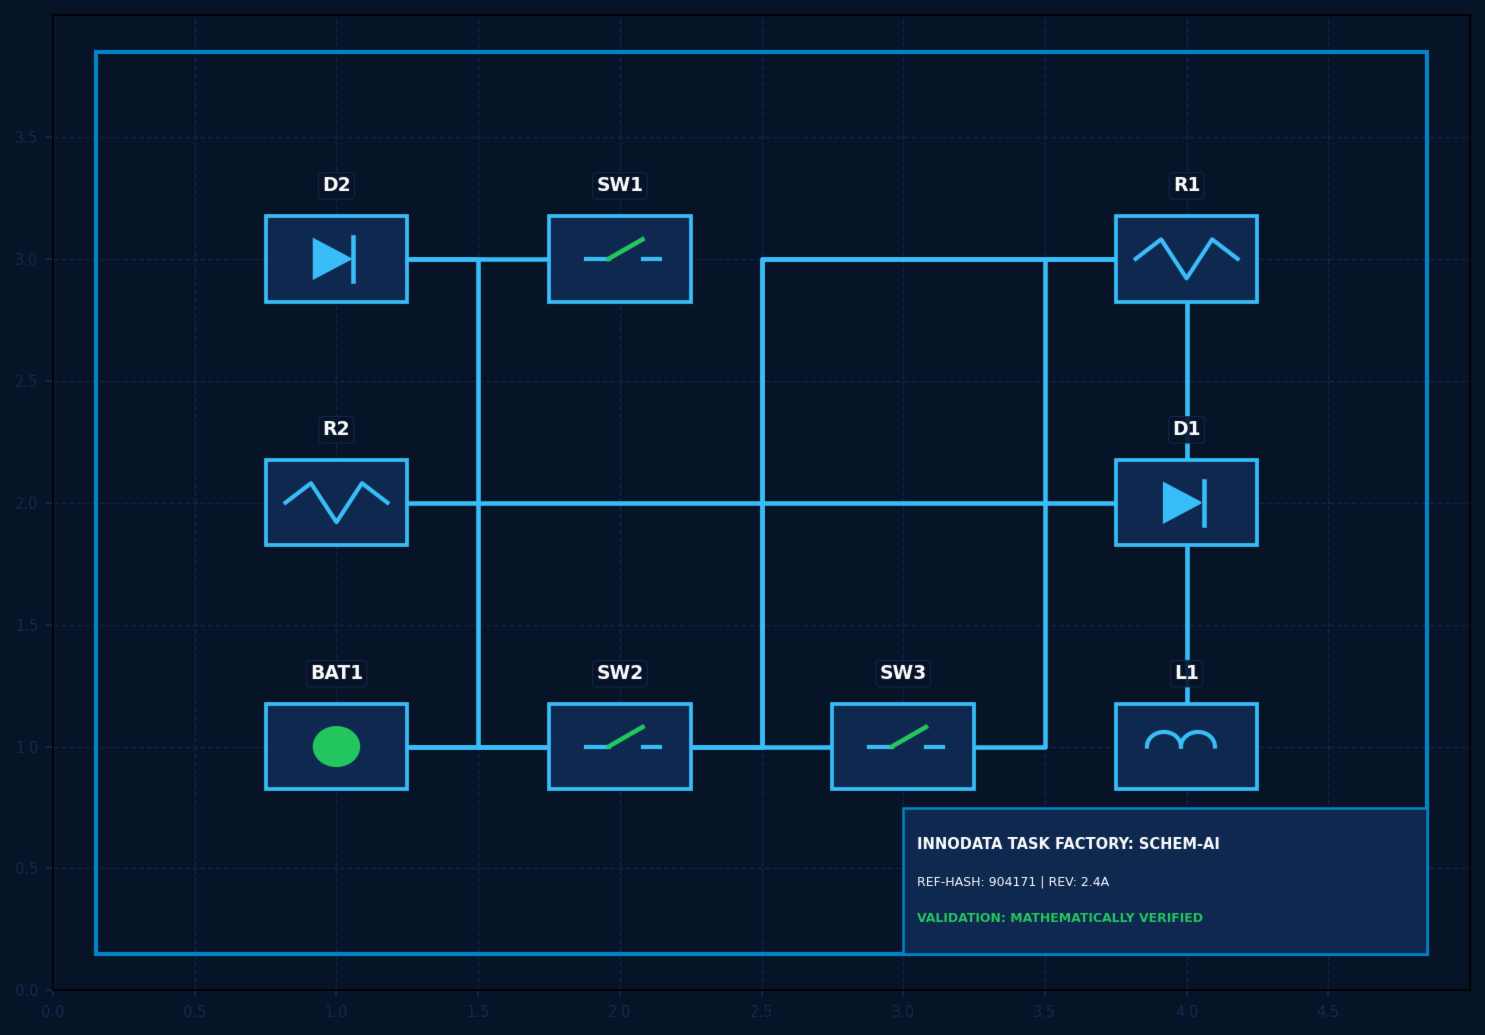 3.5
D2 SW1 R1
3.0
2.5
R2 D1
2.0
1.5
BAT1 SW2 SW3 L1
1.0
INNODATA TASK FACTORY: SCHEM-AI
0.5
REF-HASH: 904171 | REV: 2.4A
VALIDATION: MATHEMATICALLY VERIFIED
0.0
0.0 0.5 1.0 1.5 2.0 2.5 3.0 3.5 4.0 4.5